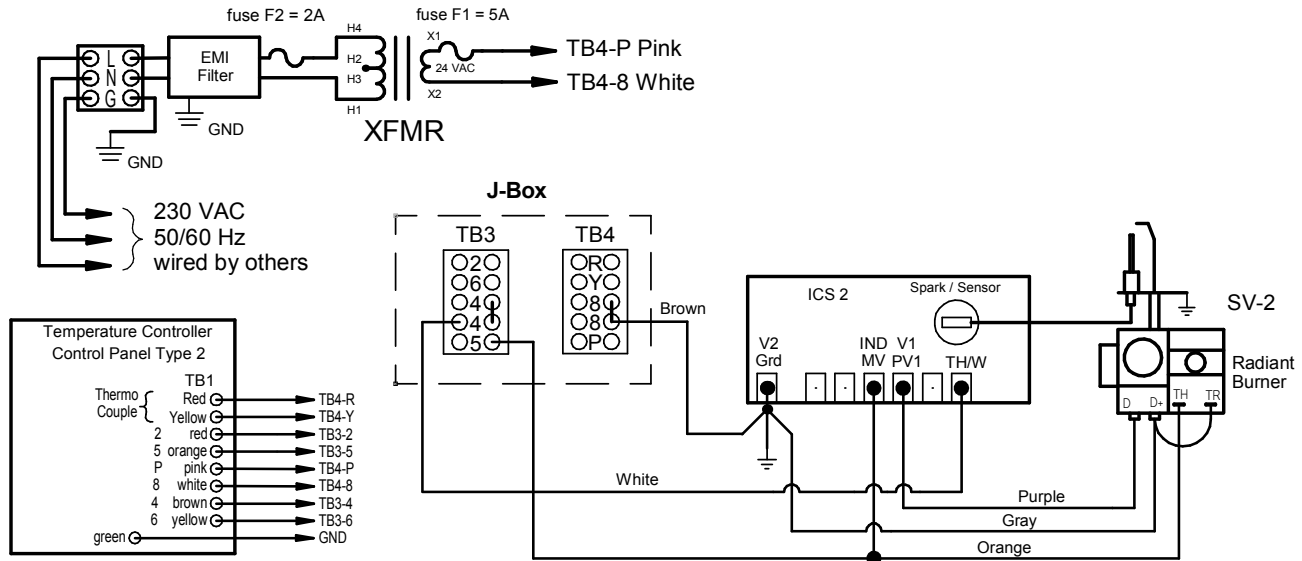 fuse F2 = 2A
fuse F1 = 5A
L
N
G
EMI
Filter
GND
GND
H4
H2
H3
H1
X1
24 VAC
X2
XFMR
TB4-P Pink
TB4-8 White
230 VAC
50/60 Hz
wired by others
J-Box
TB3
2
6
4
4
5
TB4
R
Y
8
8
P
Brown
ICS 2
Spark / Sensor
V2
Grd
IND
MV
V1
PV1
TH/W
SV-2
Radiant
Burner
D
D+
TH
TR
White
Purple
Gray
Orange
Temperature Controller
Control Panel Type 2
TB1
Thermo
Couple
Red TB4-R
Yellow TB4-Y
2 red TB3-2
5 orange TB3-5
P pink TB4-P
8 white TB4-8
4 brown TB3-4
6 yellow TB3-6
green GND